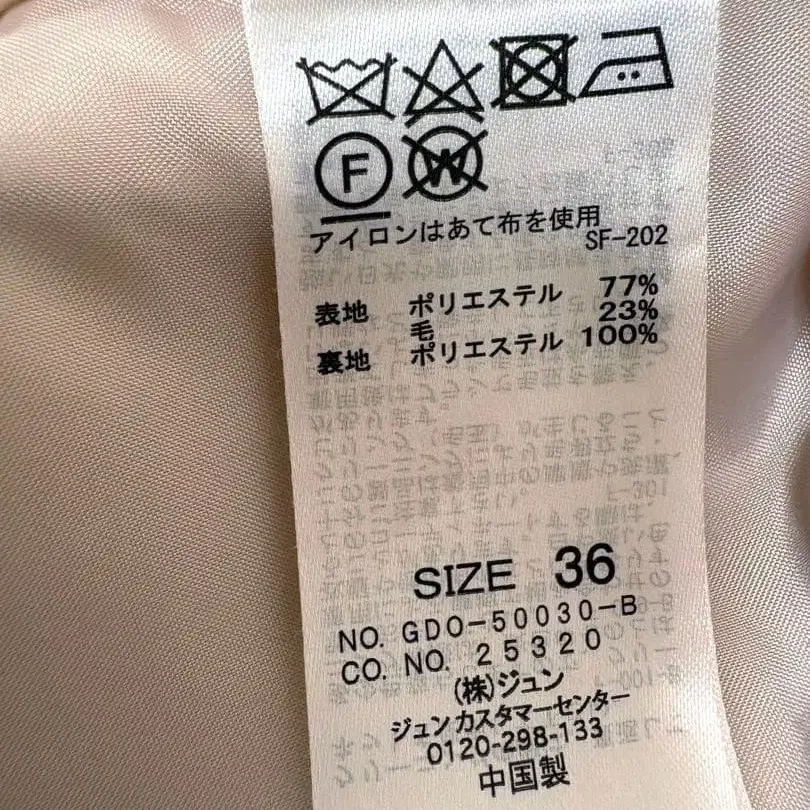 F W
アイロンはあて布を使用
SF-202
表地 ポリエステル 77%
毛 23%
裏地 ポリエステル 100%
SIZE 36
NO. GDO-50030-B
CO. NO. 25320
(株)ジュン
ジュンカスタマーセンター
0120-298-133
中国製